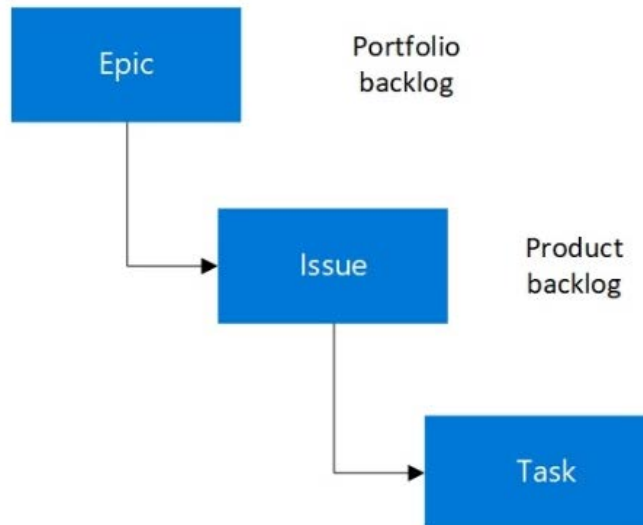 Epic
Portfolio
backlog
Issue
Product
backlog
Task